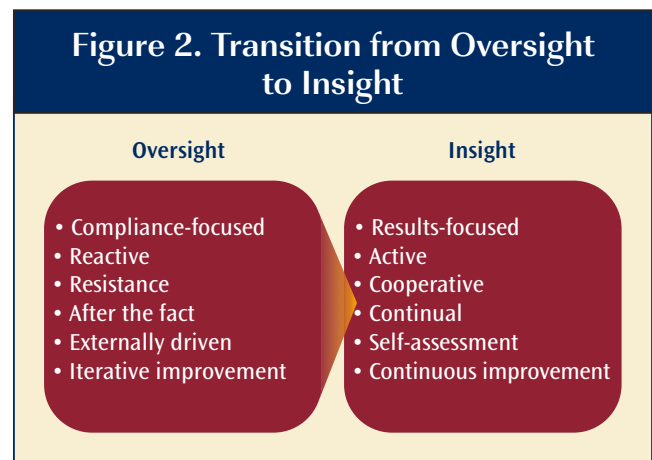 Figure 2. Transition from Oversight
to Insight
Oversight
• Compliance-focused
• Reactive
• Resistance
• After the fact
• Externally driven
• Iterative improvement
Insight
• Results-focused
• Active
• Cooperative
• Continual
• Self-assessment
• Continuous improvement